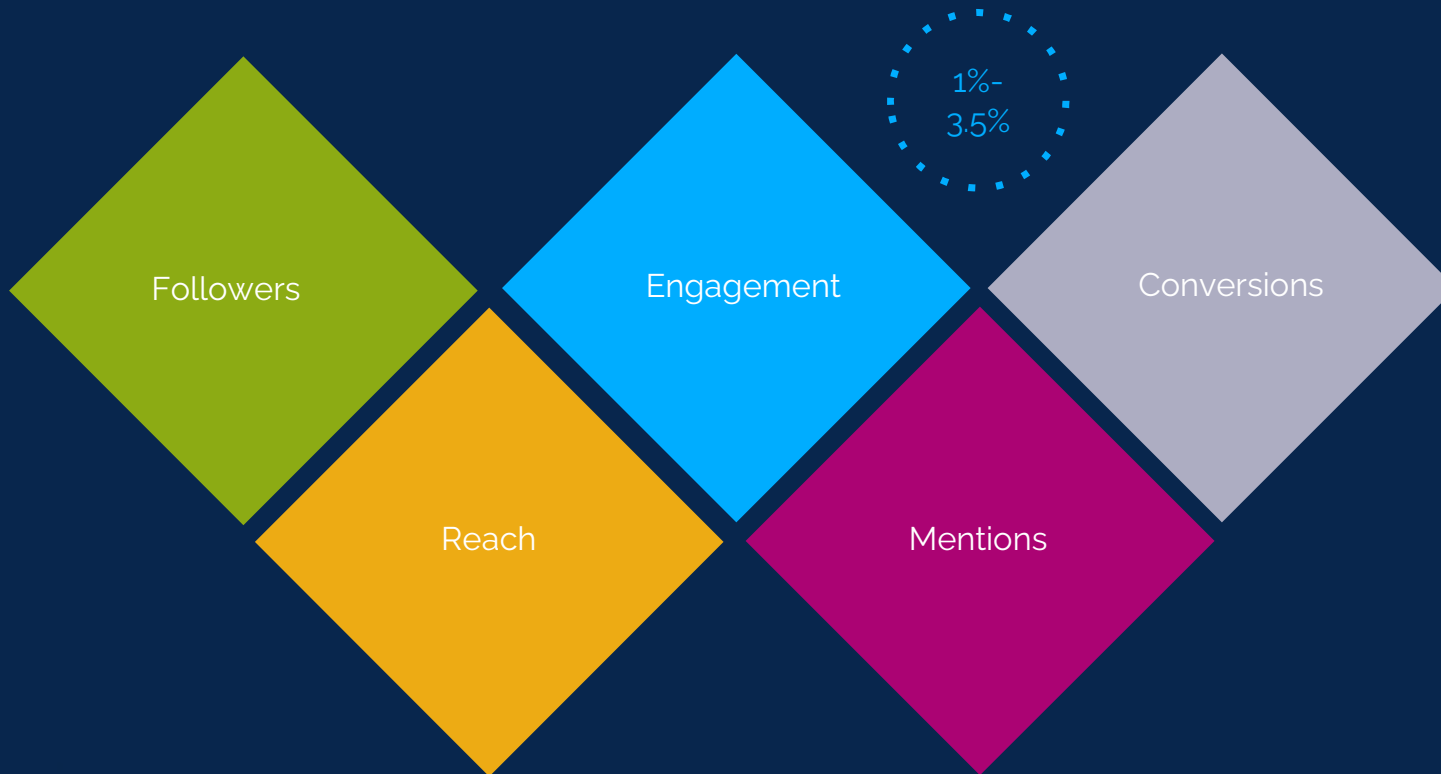 1%-
3.5%
Followers
Engagement
Conversions
Reach
Mentions